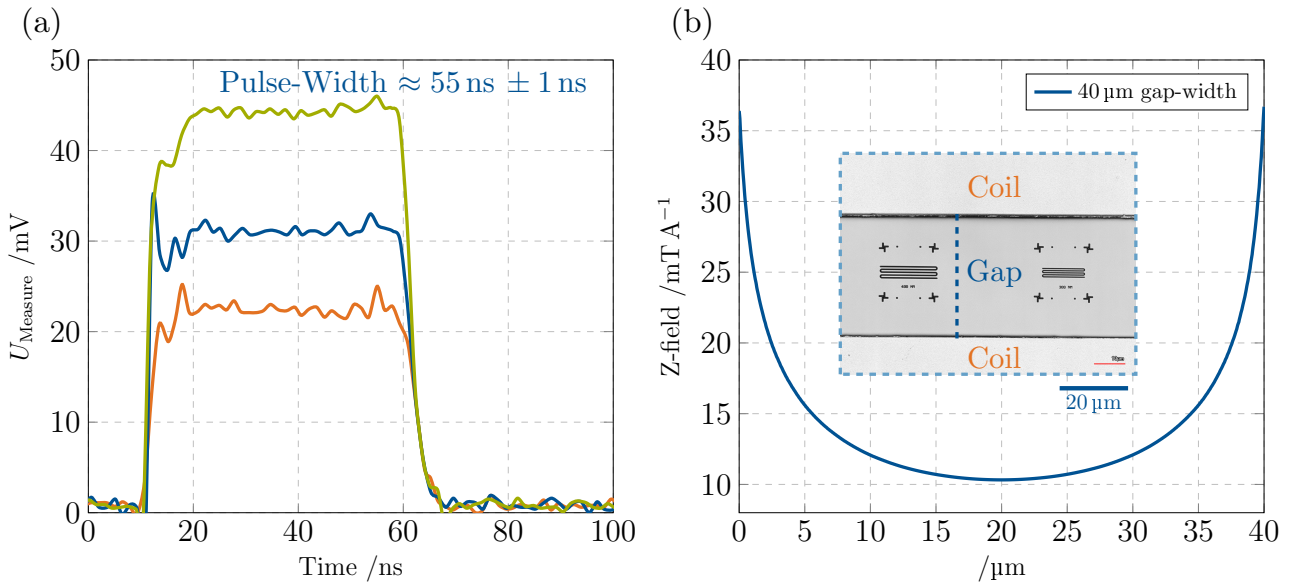 (a)
Pulse-Width ≈ 55 ns ± 1 ns
50
40
30
20
10
0
U_Measure /mV
0 20 40 60 80 100
Time /ns
(b)
40 µm gap-width
40
35
30
25
20
15
10
Z-field /mT A⁻¹
Coil
Gap
Coil
20 µm
0 5 10 15 20 25 30 35 40
/µm